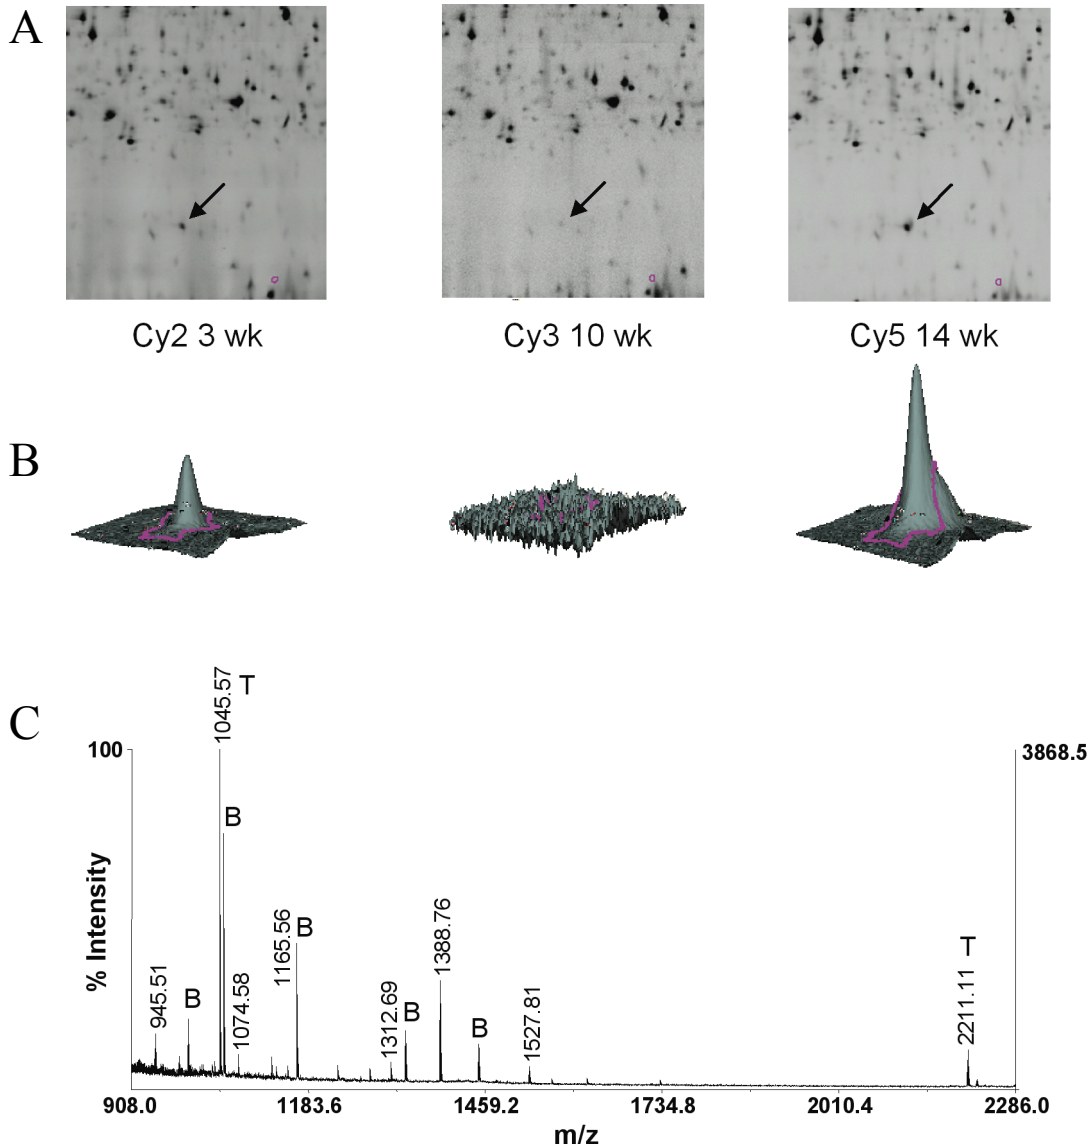 A
Cy2 3 wk
Cy3 10 wk
Cy5 14 wk
B
C
1045.57 T
100
3868.5
B
1388.76
1165.56 B
T
945.51
B
1074.58
1312.69 B
B
1527.81
2211.11
% Intensity
908.0
1183.6
1459.2
1734.8
2010.4
2286.0
m/z